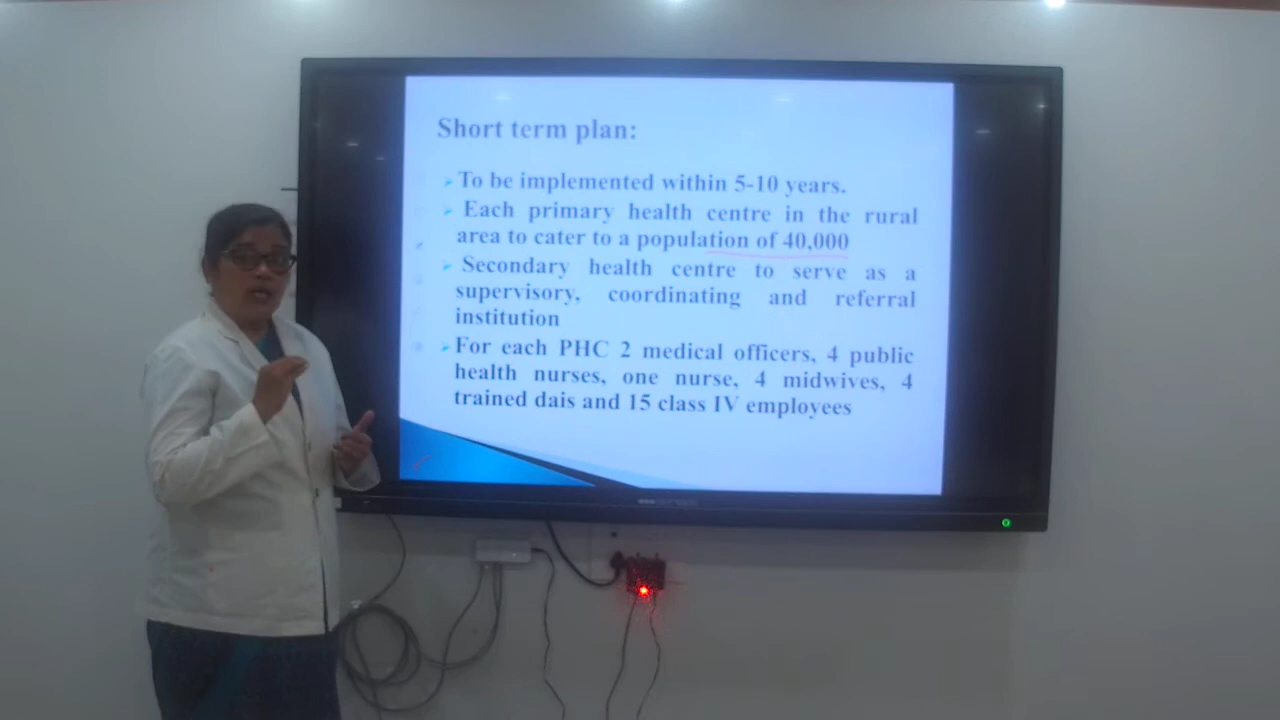 Short term plan:
To be implemented within 5-10 years.
Each primary health centre in the rural
area to cater to a population of 40,000
Secondary health centre to serve as a
supervisory, coordinating and referral
institution
For each PHC 2 medical officers, 4 public
health nurses, one nurse, 4 midwives, 4
trained dais and 15 class IV employees